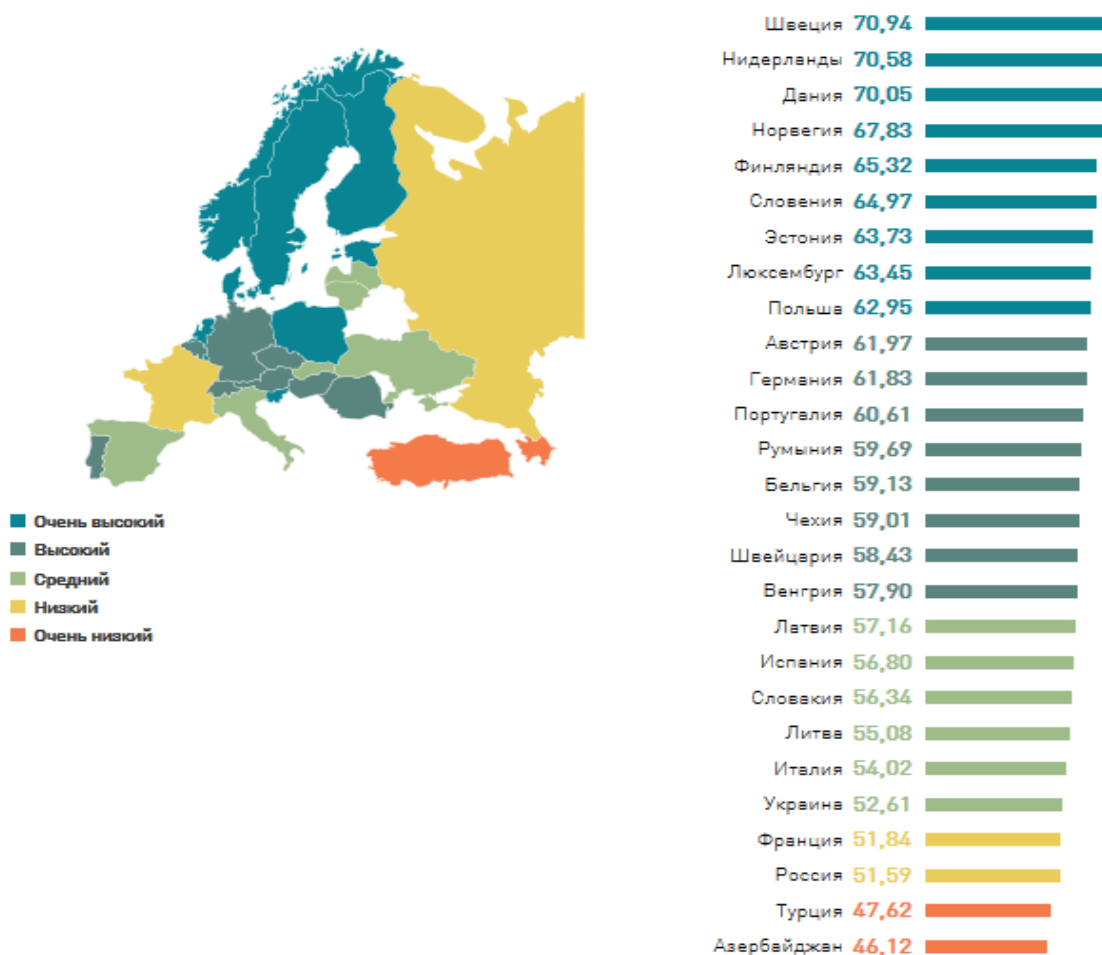 Швеция 70,94
Нидерланды 70,58
Дания 70,05
Норвегия 67,83
Финляндия 65,32
Словения 64,97
Эстония 63,73
Люксембург 63,45
Польша 62,95
Австрия 61,97
Германия 61,83
Португалия 60,61
Румыния 59,69
Бельгия 59,13
Чехия 59,01
Швейцария 58,43
Венгрия 57,90
Латвия 57,16
Испания 56,80
Словакия 56,34
Литва 55,08
Италия 54,02
Украина 52,61
Франция 51,84
Россия 51,59
Турция 47,62
Азербайджан 46,12
Очень высокий
Высокий
Средний
Низкий
Очень низкий